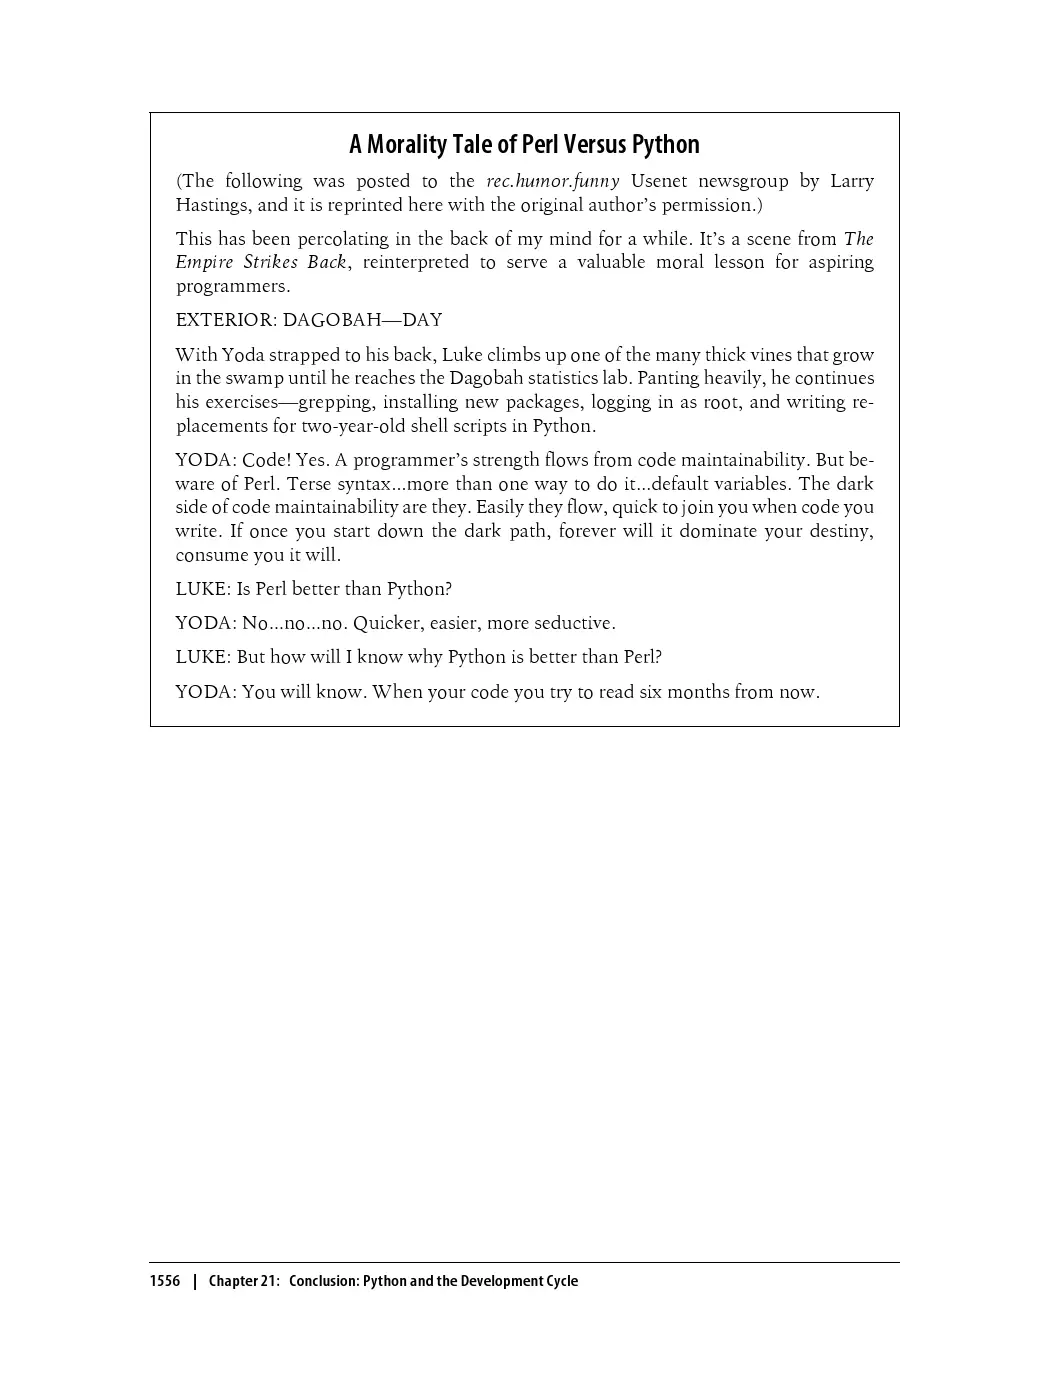 A Morality Tale of Perl Versus Python
(The following was posted to the rec.humor.funny Usenet newsgroup by Larry
Hastings, and it is reprinted here with the original author’s permission.)
This has been percolating in the back of my mind for a while. It’s a scene from The
Empire Strikes Back, reinterpreted to serve a valuable moral lesson for aspiring
programmers.
EXTERIOR: DAGOBAH—DAY
With Yoda strapped to his back, Luke climbs up one of the many thick vines that grow
in the swamp until he reaches the Dagobah statistics lab. Panting heavily, he continues
his exercises—grepping, installing new packages, logging in as root, and writing re-
placements for two-year-old shell scripts in Python.
YODA: Code! Yes. A programmer’s strength flows from code maintainability. But be-
ware of Perl. Terse syntax...more than one way to do it...default variables. The dark
side of code maintainability are they. Easily they flow, quick to join you when code you
write. If once you start down the dark path, forever will it dominate your destiny,
consume you it will.
LUKE: Is Perl better than Python?
YODA: No...no...no. Quicker, easier, more seductive.
LUKE: But how will I know why Python is better than Perl?
YODA: You will know. When your code you try to read six months from now.
1556 | Chapter 21: Conclusion: Python and the Development Cycle